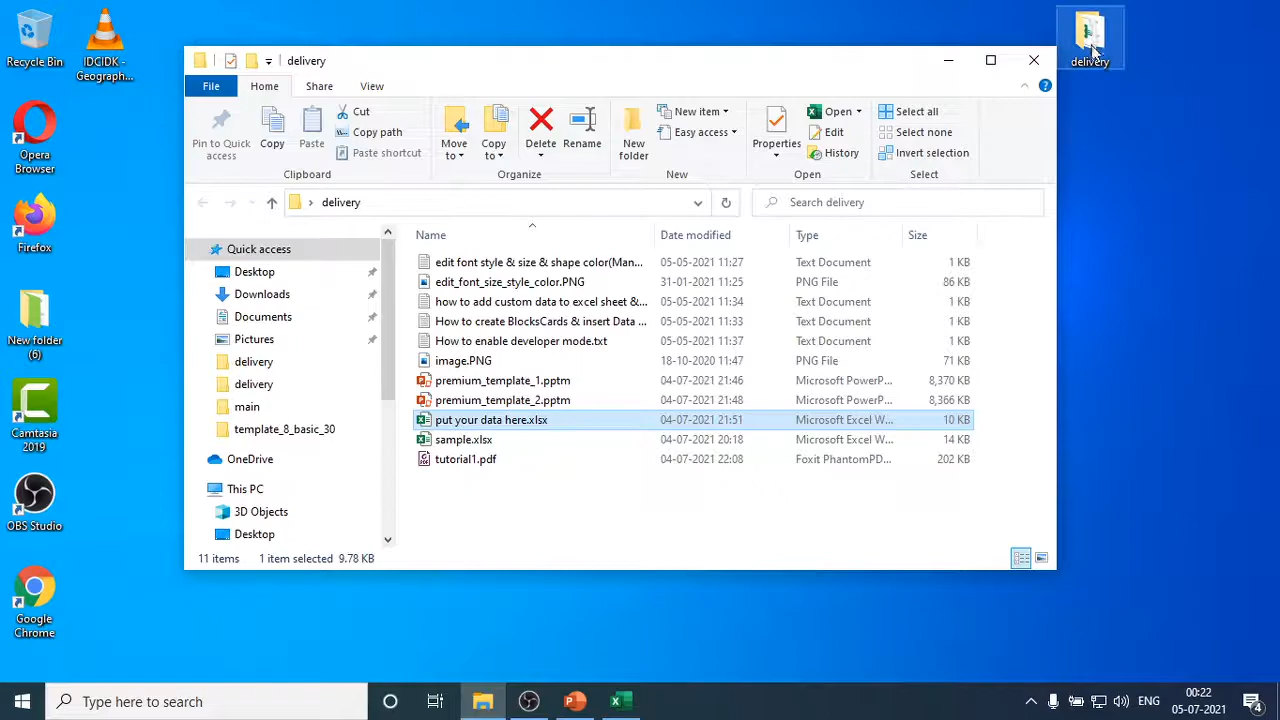 Recycle Bin
IDCIDK -
Geograph...
Opera
Browser
Firefox
New folder
(6)
Camtasia
2019
OBS Studio
Google
Chrome
delivery
delivery
File
Home
Share
View
Pin to Quick
access
Copy
Paste
Cut
Copy path
Paste shortcut
Clipboard
Move
to
Copy
to
Delete
Rename
Organize
New
folder
New item
Easy access
New
Properties
Open
Edit
History
Open
Select all
Select none
Invert selection
Select
delivery
Search delivery
Quick access
Desktop
Downloads
Documents
Pictures
delivery
delivery
main
template_8_basic_30
OneDrive
This PC
3D Objects
Desktop
Name Date modified Type Size
edit font style & size & shape color(Man... 05-05-2021 11:27 Text Document 1 KB
edit_font_size_style_color.PNG 31-01-2021 11:25 PNG File 86 KB
how to add custom data to excel sheet &... 05-05-2021 11:34 Text Document 1 KB
How to create BlocksCards & insert Data ... 05-05-2021 11:33 Text Document 1 KB
How to enable developer mode.txt 05-05-2021 11:37 Text Document 1 KB
image.PNG 18-10-2020 11:47 PNG File 71 KB
premium_template_1.pptm 04-07-2021 21:46 Microsoft PowerP... 8,370 KB
premium_template_2.pptm 04-07-2021 21:48 Microsoft PowerP... 8,366 KB
put your data here.xlsx 04-07-2021 21:51 Microsoft Excel W... 10 KB
sample.xlsx 04-07-2021 20:18 Microsoft Excel W... 14 KB
tutorial1.pdf 04-07-2021 22:08 Foxit PhantomPD... 202 KB
11 items 1 item selected 9.78 KB
Type here to search
ENG
00:22
05-07-2021
4